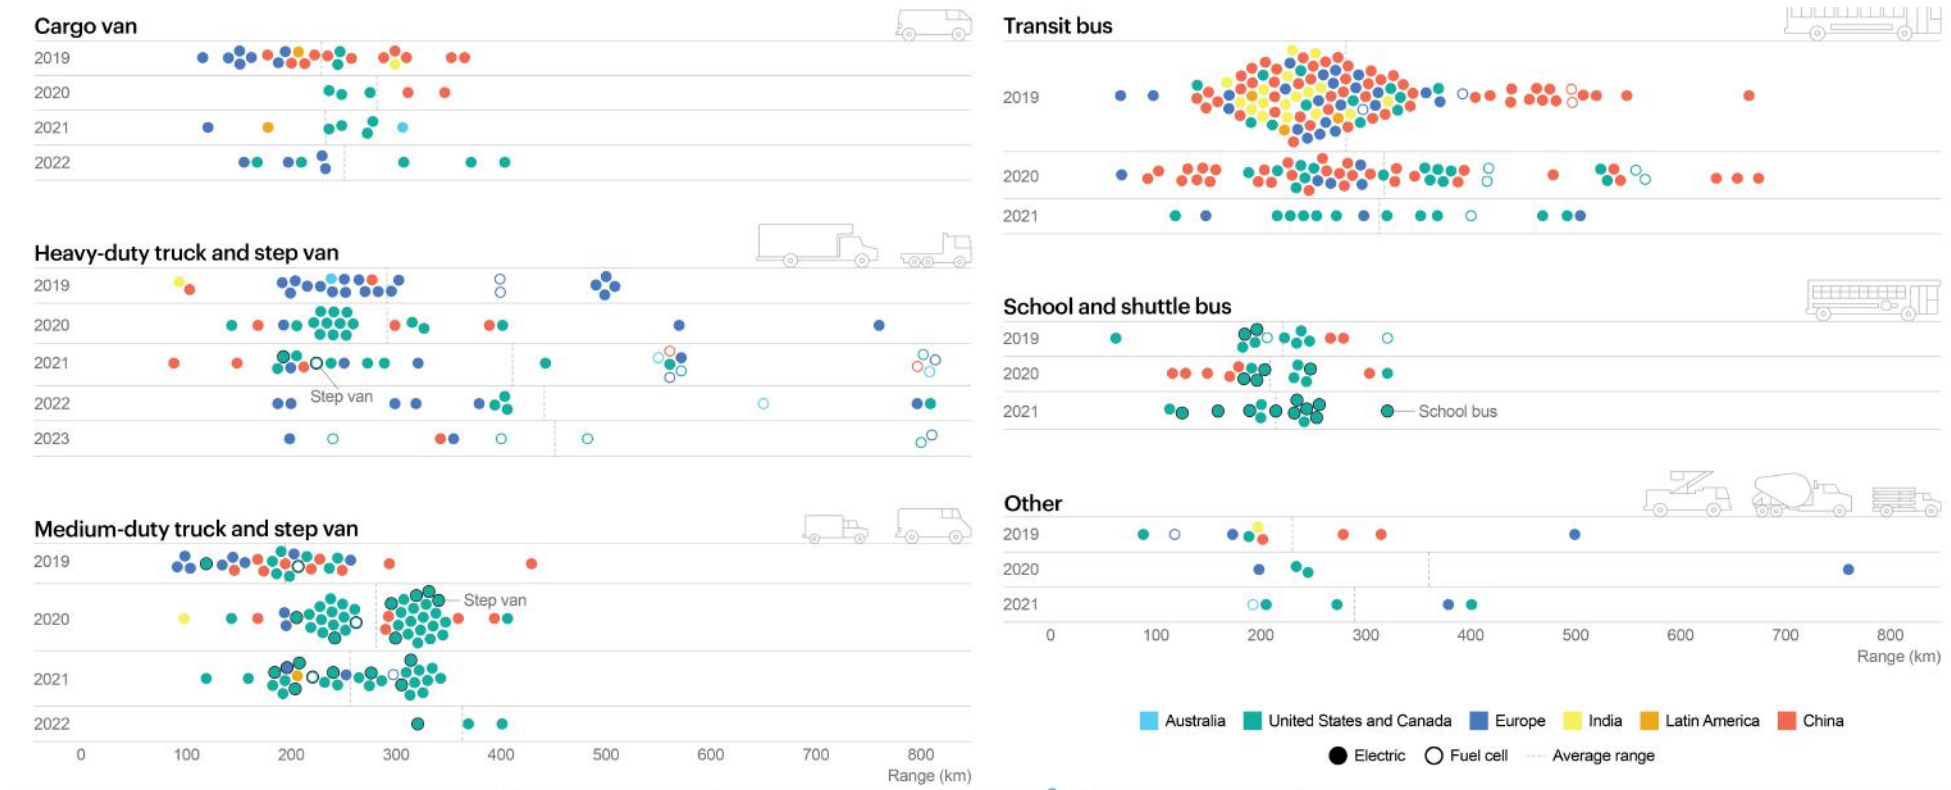 Cargo van
2019
2020
2021
2022
Heavy-duty truck and step van
2019
2020
2021
Step van
2022
2023
Medium-duty truck and step van
2019
2020
Step van
2021
2022
0 100 200 300 400 500 600 700 800
Range (km)
Transit bus
2019
2020
2021
School and shuttle bus
2019
2020
2021
School bus
Other
2019
2020
2021
0 100 200 300 400 500 600 700 800
Range (km)
Australia United States and Canada Europe India Latin America China
Electric Fuel cell Average range